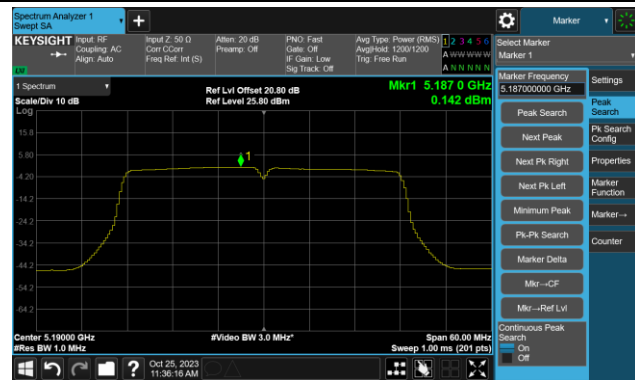 Spectrum Analyzer 1
Swept SA
Marker
KEYSIGHT
Input: RF
Coupling: AC
Align: Auto
Input Z: 50 Ω
Corr CCorr
Freq Ref: Int (S)
Atten: 20 dB
Preamp: Off
PNO: Fast
Gate: Off
IF Gain: Low
Sig Track: Off
Avg Type: Power (RMS)
Avg|Hold: 1200/1200
Trig: Free Run
1 2 3 4 5 6
A W W W W W
A N N N N N
LXI
Select Marker
Marker 1
1 Spectrum
Scale/Div 10 dB
Log
Ref Lvl Offset 20.80 dB
Ref Level 25.80 dBm
Mkr1 5.187 0 GHz
0.142 dBm
15.8
5.80
-4.20
-14.2
-24.2
-34.2
-44.2
-54.2
-64.2
1
Center 5.19000 GHz
#Res BW 1.0 MHz
#Video BW 3.0 MHz*
Span 60.00 MHz
Sweep 1.00 ms (201 pts)
Marker Frequency
5.187000000 GHz
Peak Search
Next Peak
Next Pk Right
Next Pk Left
Minimum Peak
Pk-Pk Search
Marker Delta
Mkr→CF
Mkr→Ref Lvl
Continuous Peak
Search
On
Off
Settings
Peak
Search
Pk Search
Config
Properties
Marker
Function
Marker→
Counter
?
Oct 25, 2023
11:36:16 AM